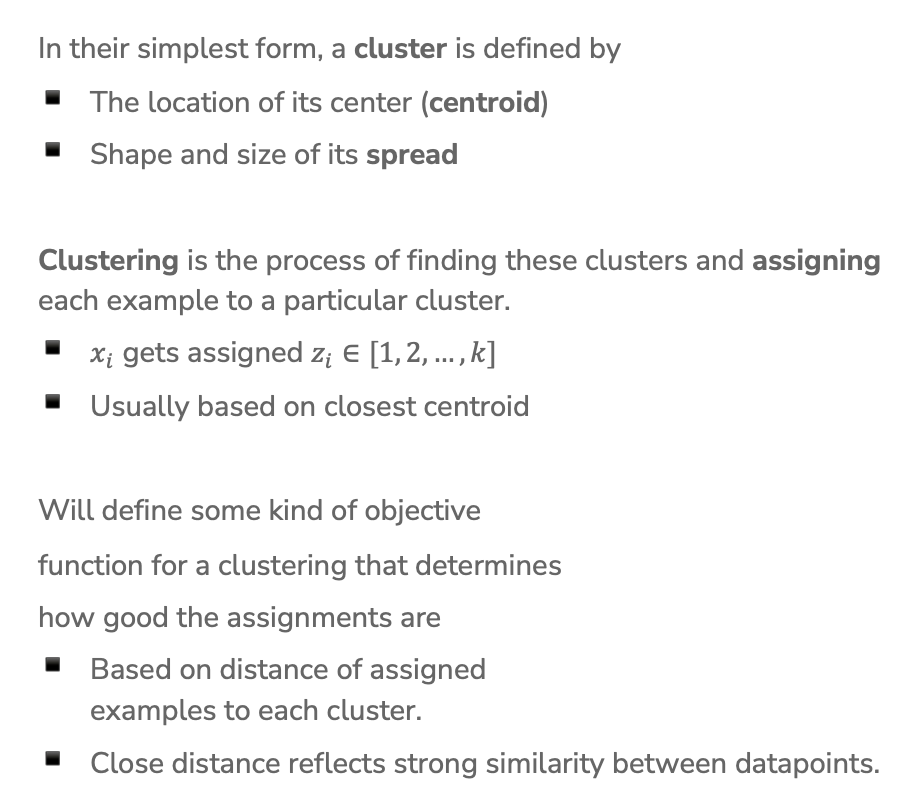 In their simplest form, a cluster is defined by
▪ The location of its center (centroid)
▪ Shape and size of its spread
Clustering is the process of finding these clusters and assigning
each example to a particular cluster.
▪ xᵢ gets assigned zᵢ ∈ [1, 2, … , k]
▪ Usually based on closest centroid
Will define some kind of objective
function for a clustering that determines
how good the assignments are
▪ Based on distance of assigned
examples to each cluster.
▪ Close distance reflects strong similarity between datapoints.